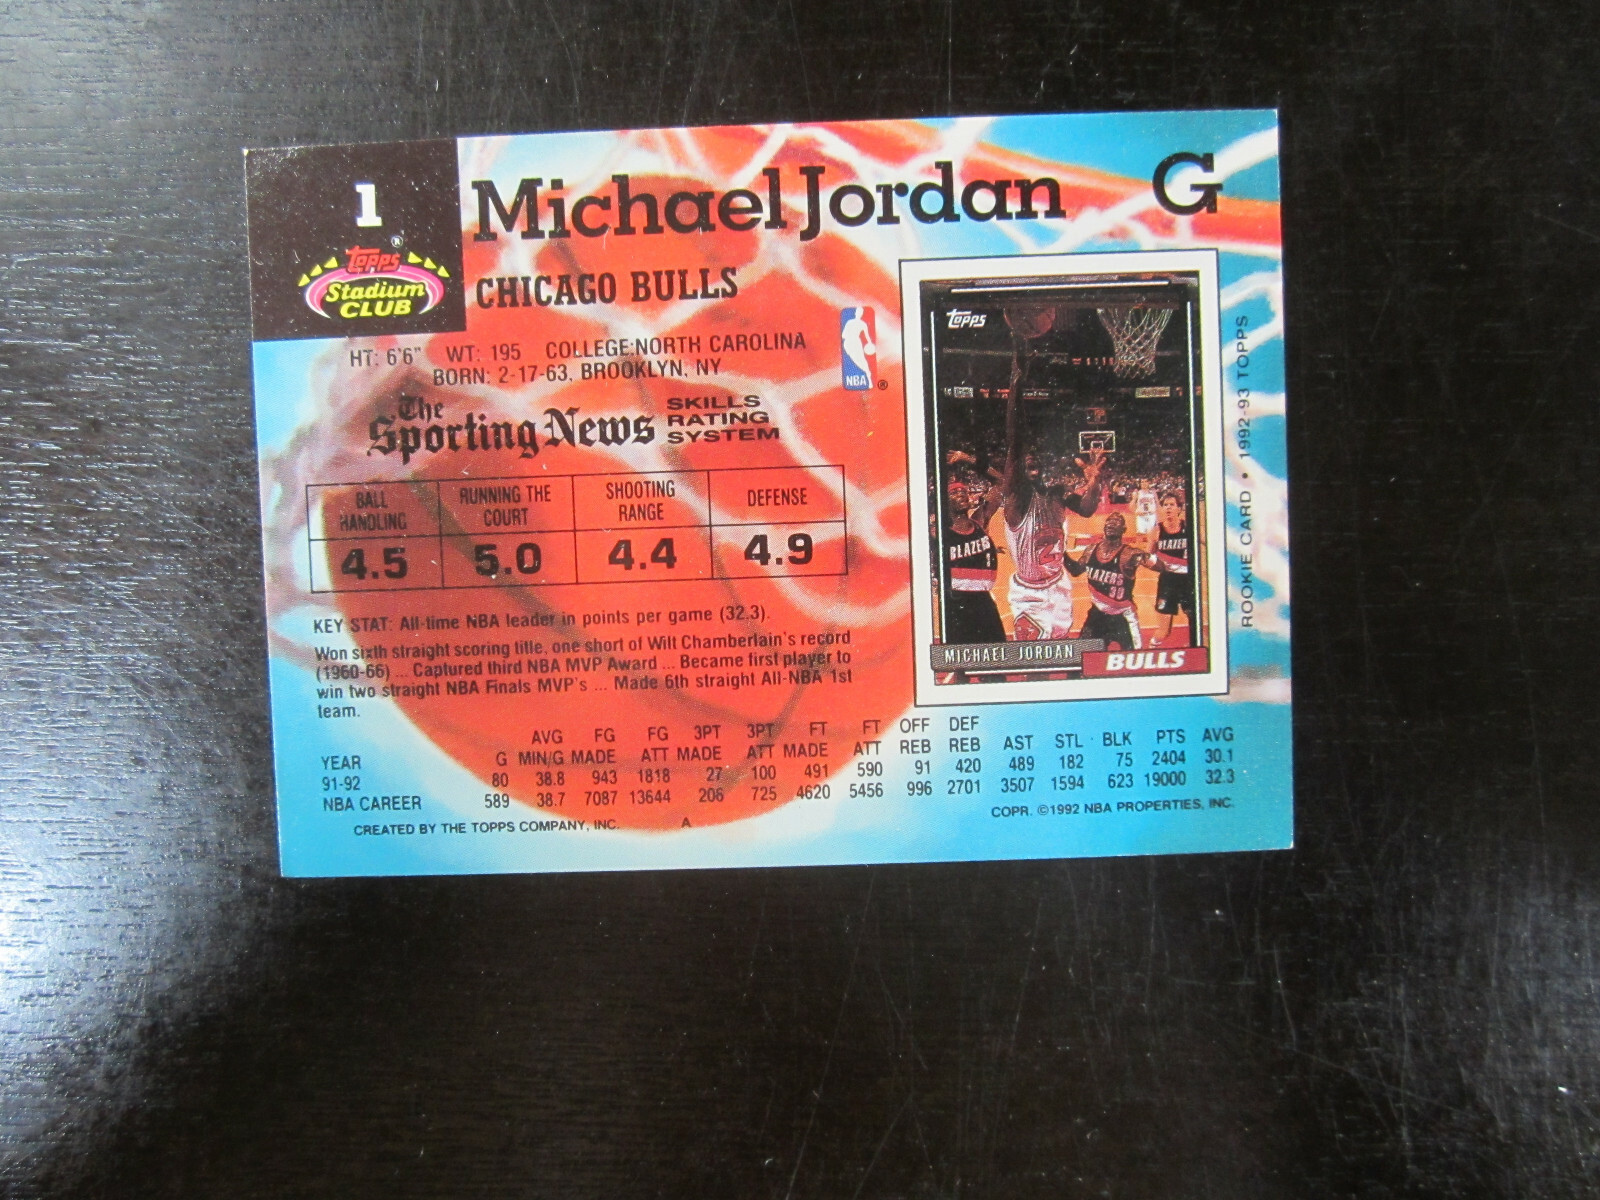 1
Topps ®
Stadium
CLUB
Michael Jordan G
CHICAGO BULLS
HT: 6'6" WT: 195 COLLEGE:NORTH CAROLINA
BORN: 2-17-63, BROOKLYN, NY
NBA ®
The
Sporting News
SKILLS
RATING
SYSTEM
BALL
HANDLING
RUNNING THE
COURT
SHOOTING
RANGE
DEFENSE
4.5 5.0 4.4 4.9
KEY STAT: All-time NBA leader in points per game (32.3).
Won sixth straight scoring title, one short of Wilt Chamberlain's record
(1960-66) ... Captured third NBA MVP Award ... Became first player to
win two straight NBA Finals MVP's ... Made 6th straight All-NBA 1st
team.
Topps
BLAZERS
2
BLAZERS
30
BLAZERS
MICHAEL JORDAN
BULLS
ROOKIE CARD • 1992-93 TOPPS
AVG FG FG 3PT 3PT FT FT OFF DEF
YEAR G MIN/G MADE ATT MADE ATT MADE ATT REB REB AST STL BLK PTS AVG
91-92 80 38.8 943 1818 27 100 491 590 91 420 489 182 75 2404 30.1
NBA CAREER 589 38.7 7087 13644 206 725 4620 5456 996 2701 3507 1594 623 19000 32.3
CREATED BY THE TOPPS COMPANY, INC. A
COPR. ©1992 NBA PROPERTIES, INC.